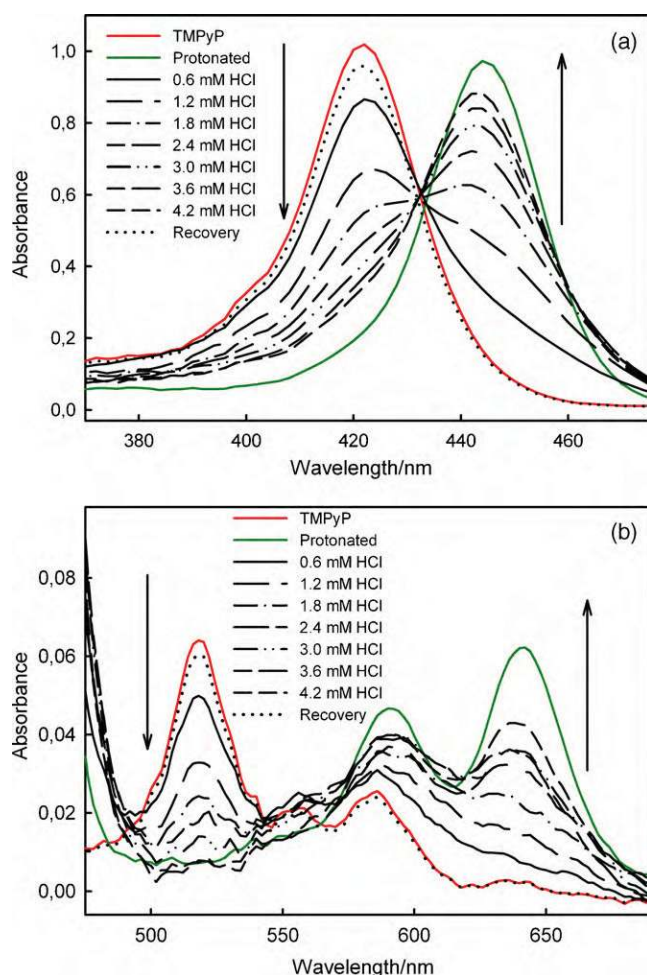 (a)
TMPyP
Protonated
0.6 mM HCl
1.2 mM HCl
1.8 mM HCl
2.4 mM HCl
3.0 mM HCl
3.6 mM HCl
4.2 mM HCl
Recovery
1,0
0,8
0,6
0,4
0,2
0,0
Absorbance
380 400 420 440 460
Wavelength/nm
(b)
TMPyP
Protonated
0.6 mM HCl
1.2 mM HCl
1.8 mM HCl
2.4 mM HCl
3.0 mM HCl
3.6 mM HCl
4.2 mM HCl
Recovery
0,08
0,06
0,04
0,02
0,00
Absorbance
500 550 600 650
Wavelength/nm